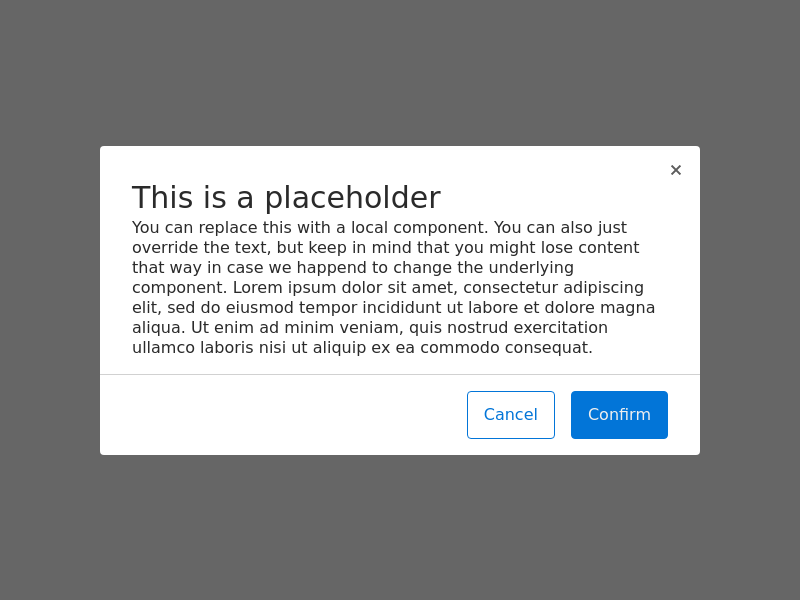 This is a placeholder
You can replace this with a local component. You can also just
override the text, but keep in mind that you might lose content
that way in case we happend to change the underlying
component. Lorem ipsum dolor sit amet, consectetur adipiscing
elit, sed do eiusmod tempor incididunt ut labore et dolore magna
aliqua. Ut enim ad minim veniam, quis nostrud exercitation
ullamco laboris nisi ut aliquip ex ea commodo consequat.
Cancel
Confirm